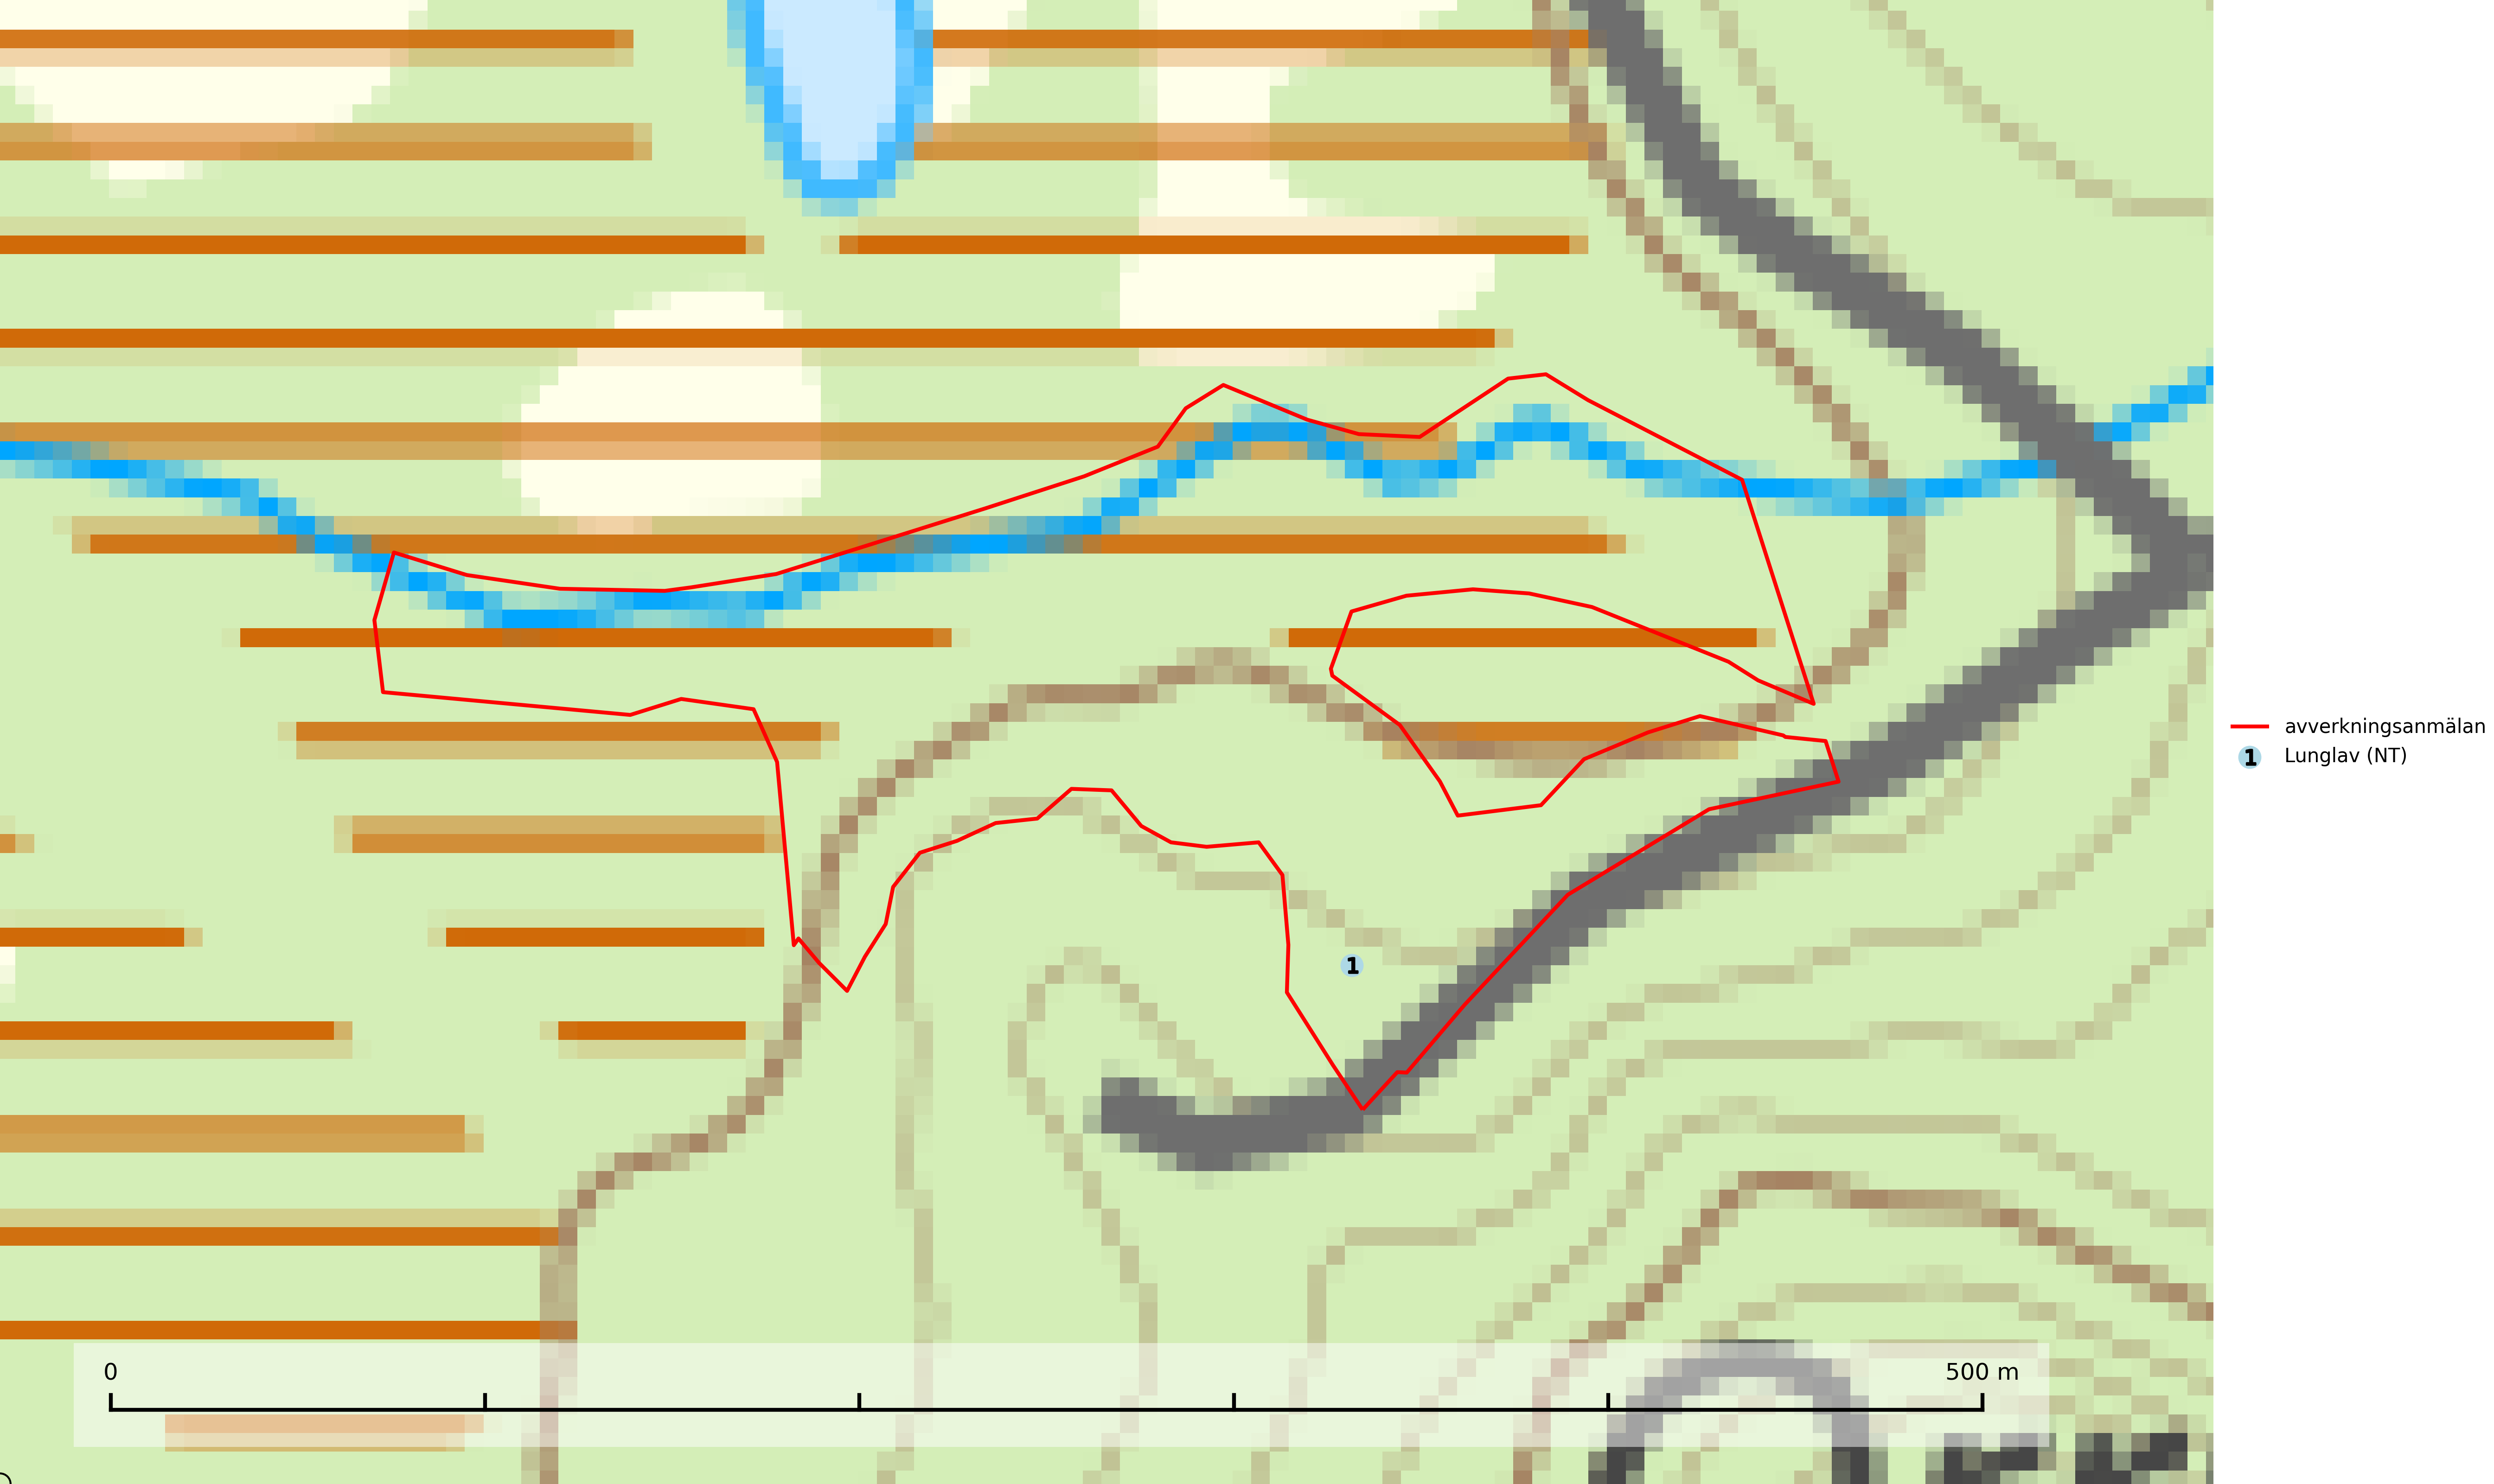 avverkningsanmälan
1 Lunglav (NT)
1
0 500 m